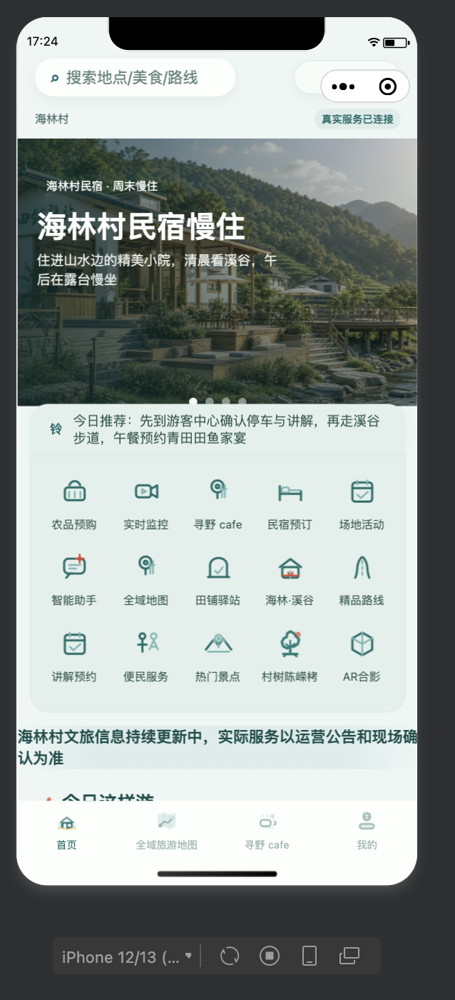 17:24
搜索地点/美食/路线
海林村
真实服务已连接
海林村民宿 · 周末慢住
海林村民宿慢住
住进山水边的精美小院，清晨看溪谷，午
后在露台慢坐
铃
今日推荐：先到游客中心确认停车与讲解，再走溪谷
步道，午餐预约青田田鱼家宴
农品预购
实时监控
寻野 cafe
民宿预订
场地活动
智能助手
全域地图
田铺驿站
海林·溪谷
精品路线
讲解预约
便民服务
热门景点
村树陈嵘栲
AR合影
海林村文旅信息持续更新中，实际服务以运营公告和现场确
认为准
今日这样游
首页
全域旅游地图
寻野 cafe
我的
iPhone 12/13 (...